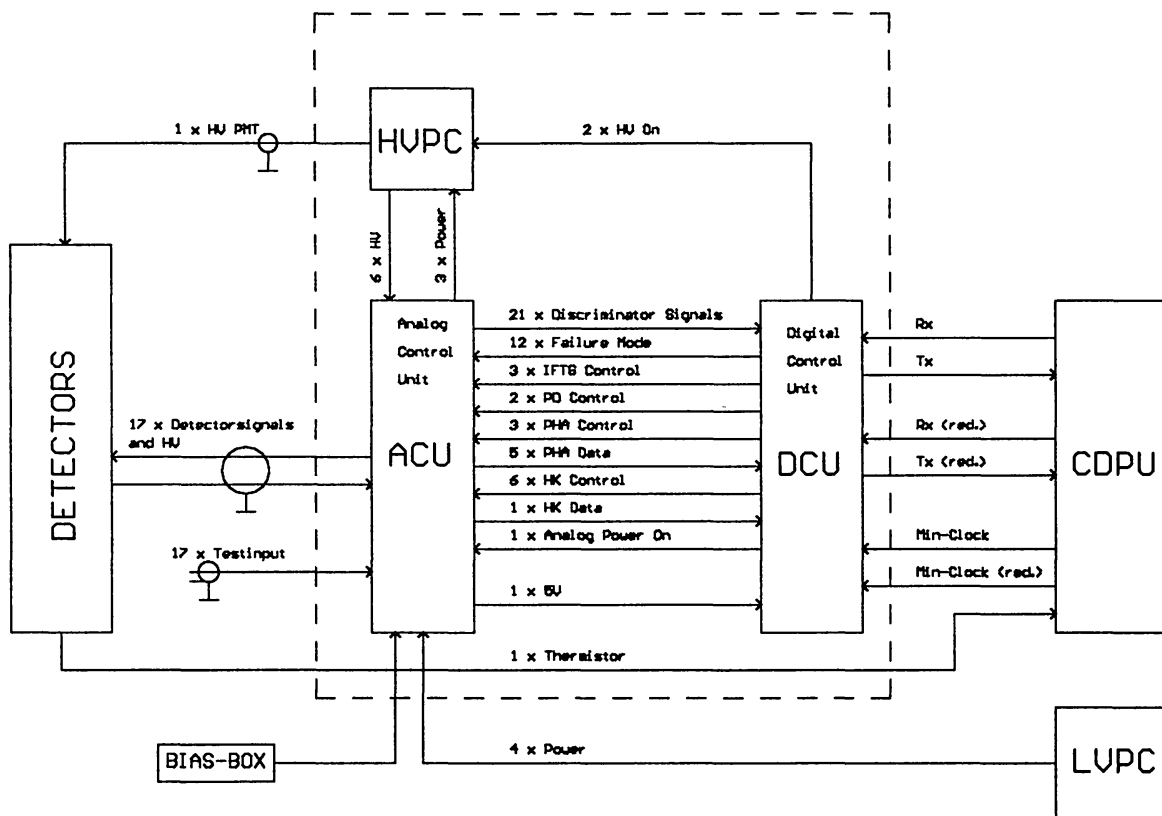 1 x HV PMT
HVPC
2 x HV On
6 x HV
3 x Power
DETECTORS
Analog
Control
Unit
ACU
21 x Discriminator Signals
12 x Failure Mode
3 x IFTG Control
2 x PD Control
3 x PHA Control
5 x PHA Data
6 x HK Control
1 x HK Data
1 x Analog Power On
1 x 5V
Digital
Control
Unit
DCU
Rx
Tx
Rx (red.)
Tx (red.)
Min-Clock
Min-Clock (red.)
CDPU
17 x Detectorsignals
and HV
17 x Testinput
1 x Thermistor
BIAS-BOX
4 x Power
LVPC